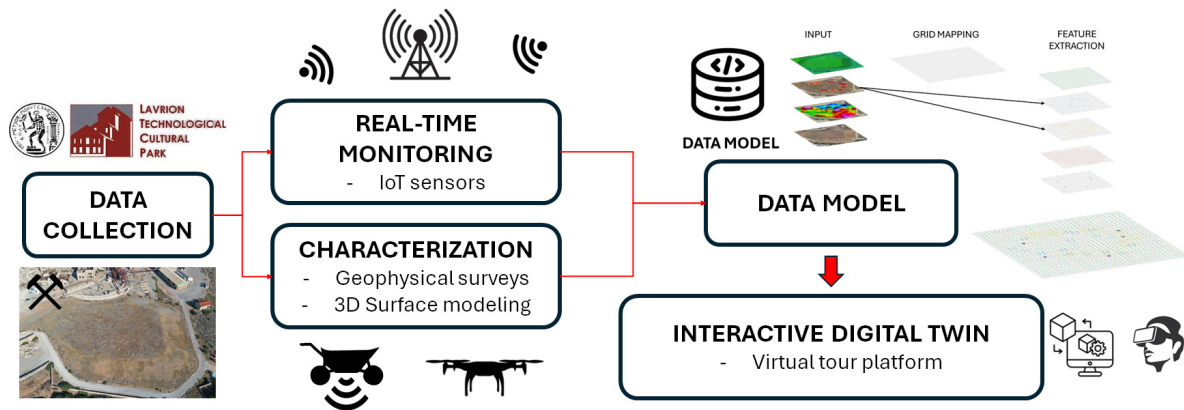 LAVRION
TECHNOLOGICAL
CULTURAL
PARK
DATA
COLLECTION
REAL-TIME
MONITORING
- IoT sensors
CHARACTERIZATION
- Geophysical surveys
- 3D Surface modeling
INPUT
GRID MAPPING
FEATURE
EXTRACTION
DATA MODEL
DATA MODEL
INTERACTIVE DIGITAL TWIN
- Virtual tour platform